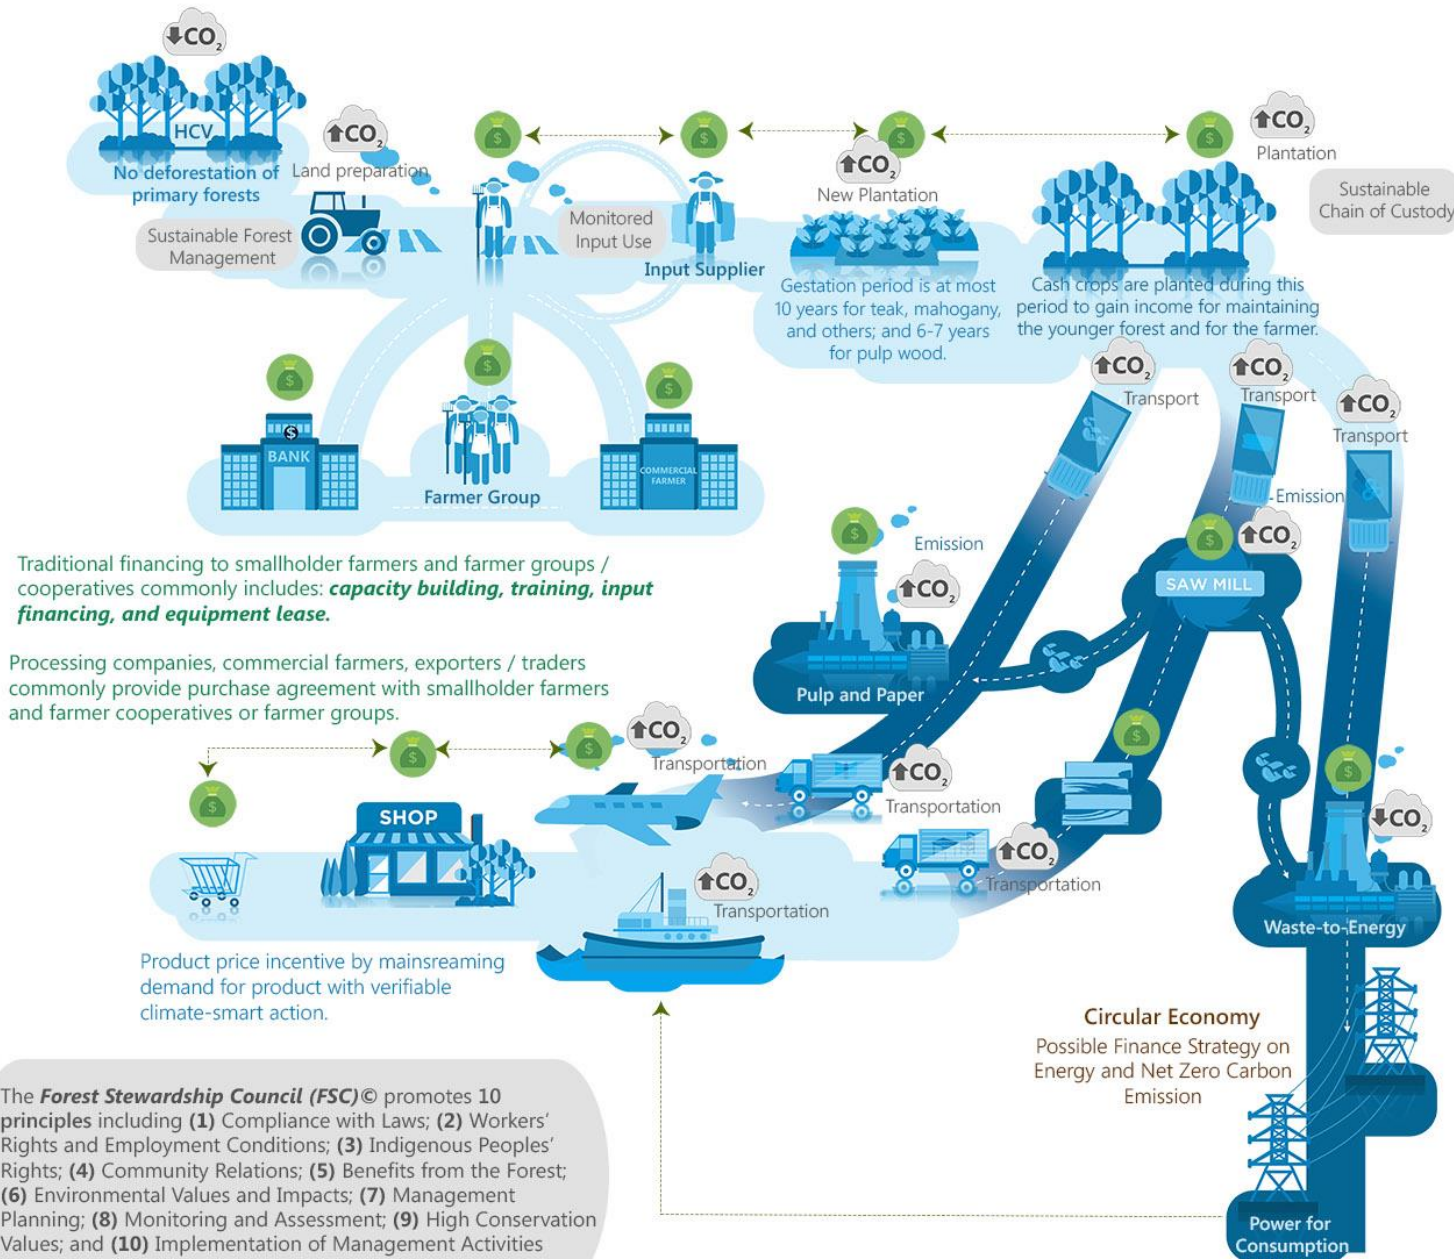 ⬇CO2
HCV
No deforestation of
primary forests
Sustainable Forest
Management
⬆CO2
Land preparation
$
Monitored
Input Use
$
Input Supplier
$
⬆CO2
New Plantation
Gestation period is at most
10 years for teak, mahogany,
and others; and 6-7 years
for pulp wood.
$
⬆CO2
Plantation
Sustainable
Chain of Custody
Cash crops are planted during this
period to gain income for maintaining
the younger forest and for the farmer.
$
$
BANK
$
Farmer Group
$
COMMERCIAL
FARMER
⬆CO2
Transport
⬆CO2
Transport
⬆CO2
Transport
Emission
$
⬆CO2
SAW MILL
$
Emission
⬆CO2
Pulp and Paper
Traditional financing to smallholder farmers and farmer groups /
cooperatives commonly includes: capacity building, training, input
financing, and equipment lease.
Processing companies, commercial farmers, exporters / traders
commonly provide purchase agreement with smallholder farmers
and farmer cooperatives or farmer groups.
$
$
$
⬆CO2
Transportation
⬆CO2
Transportation
$
⬆CO2
Transportation
SHOP
⬆CO2
Transportation
$
⬇CO2
Waste-to-Energy
Product price incentive by mainsreaming
demand for product with verifiable
climate-smart action.
Circular Economy
Possible Finance Strategy on
Energy and Net Zero Carbon
Emission
Power for
Consumption
The Forest Stewardship Council (FSC)© promotes 10
principles including (1) Compliance with Laws; (2) Workers’
Rights and Employment Conditions; (3) Indigenous Peoples’
Rights; (4) Community Relations; (5) Benefits from the Forest;
(6) Environmental Values and Impacts; (7) Management
Planning; (8) Monitoring and Assessment; (9) High Conservation
Values; and (10) Implementation of Management Activities